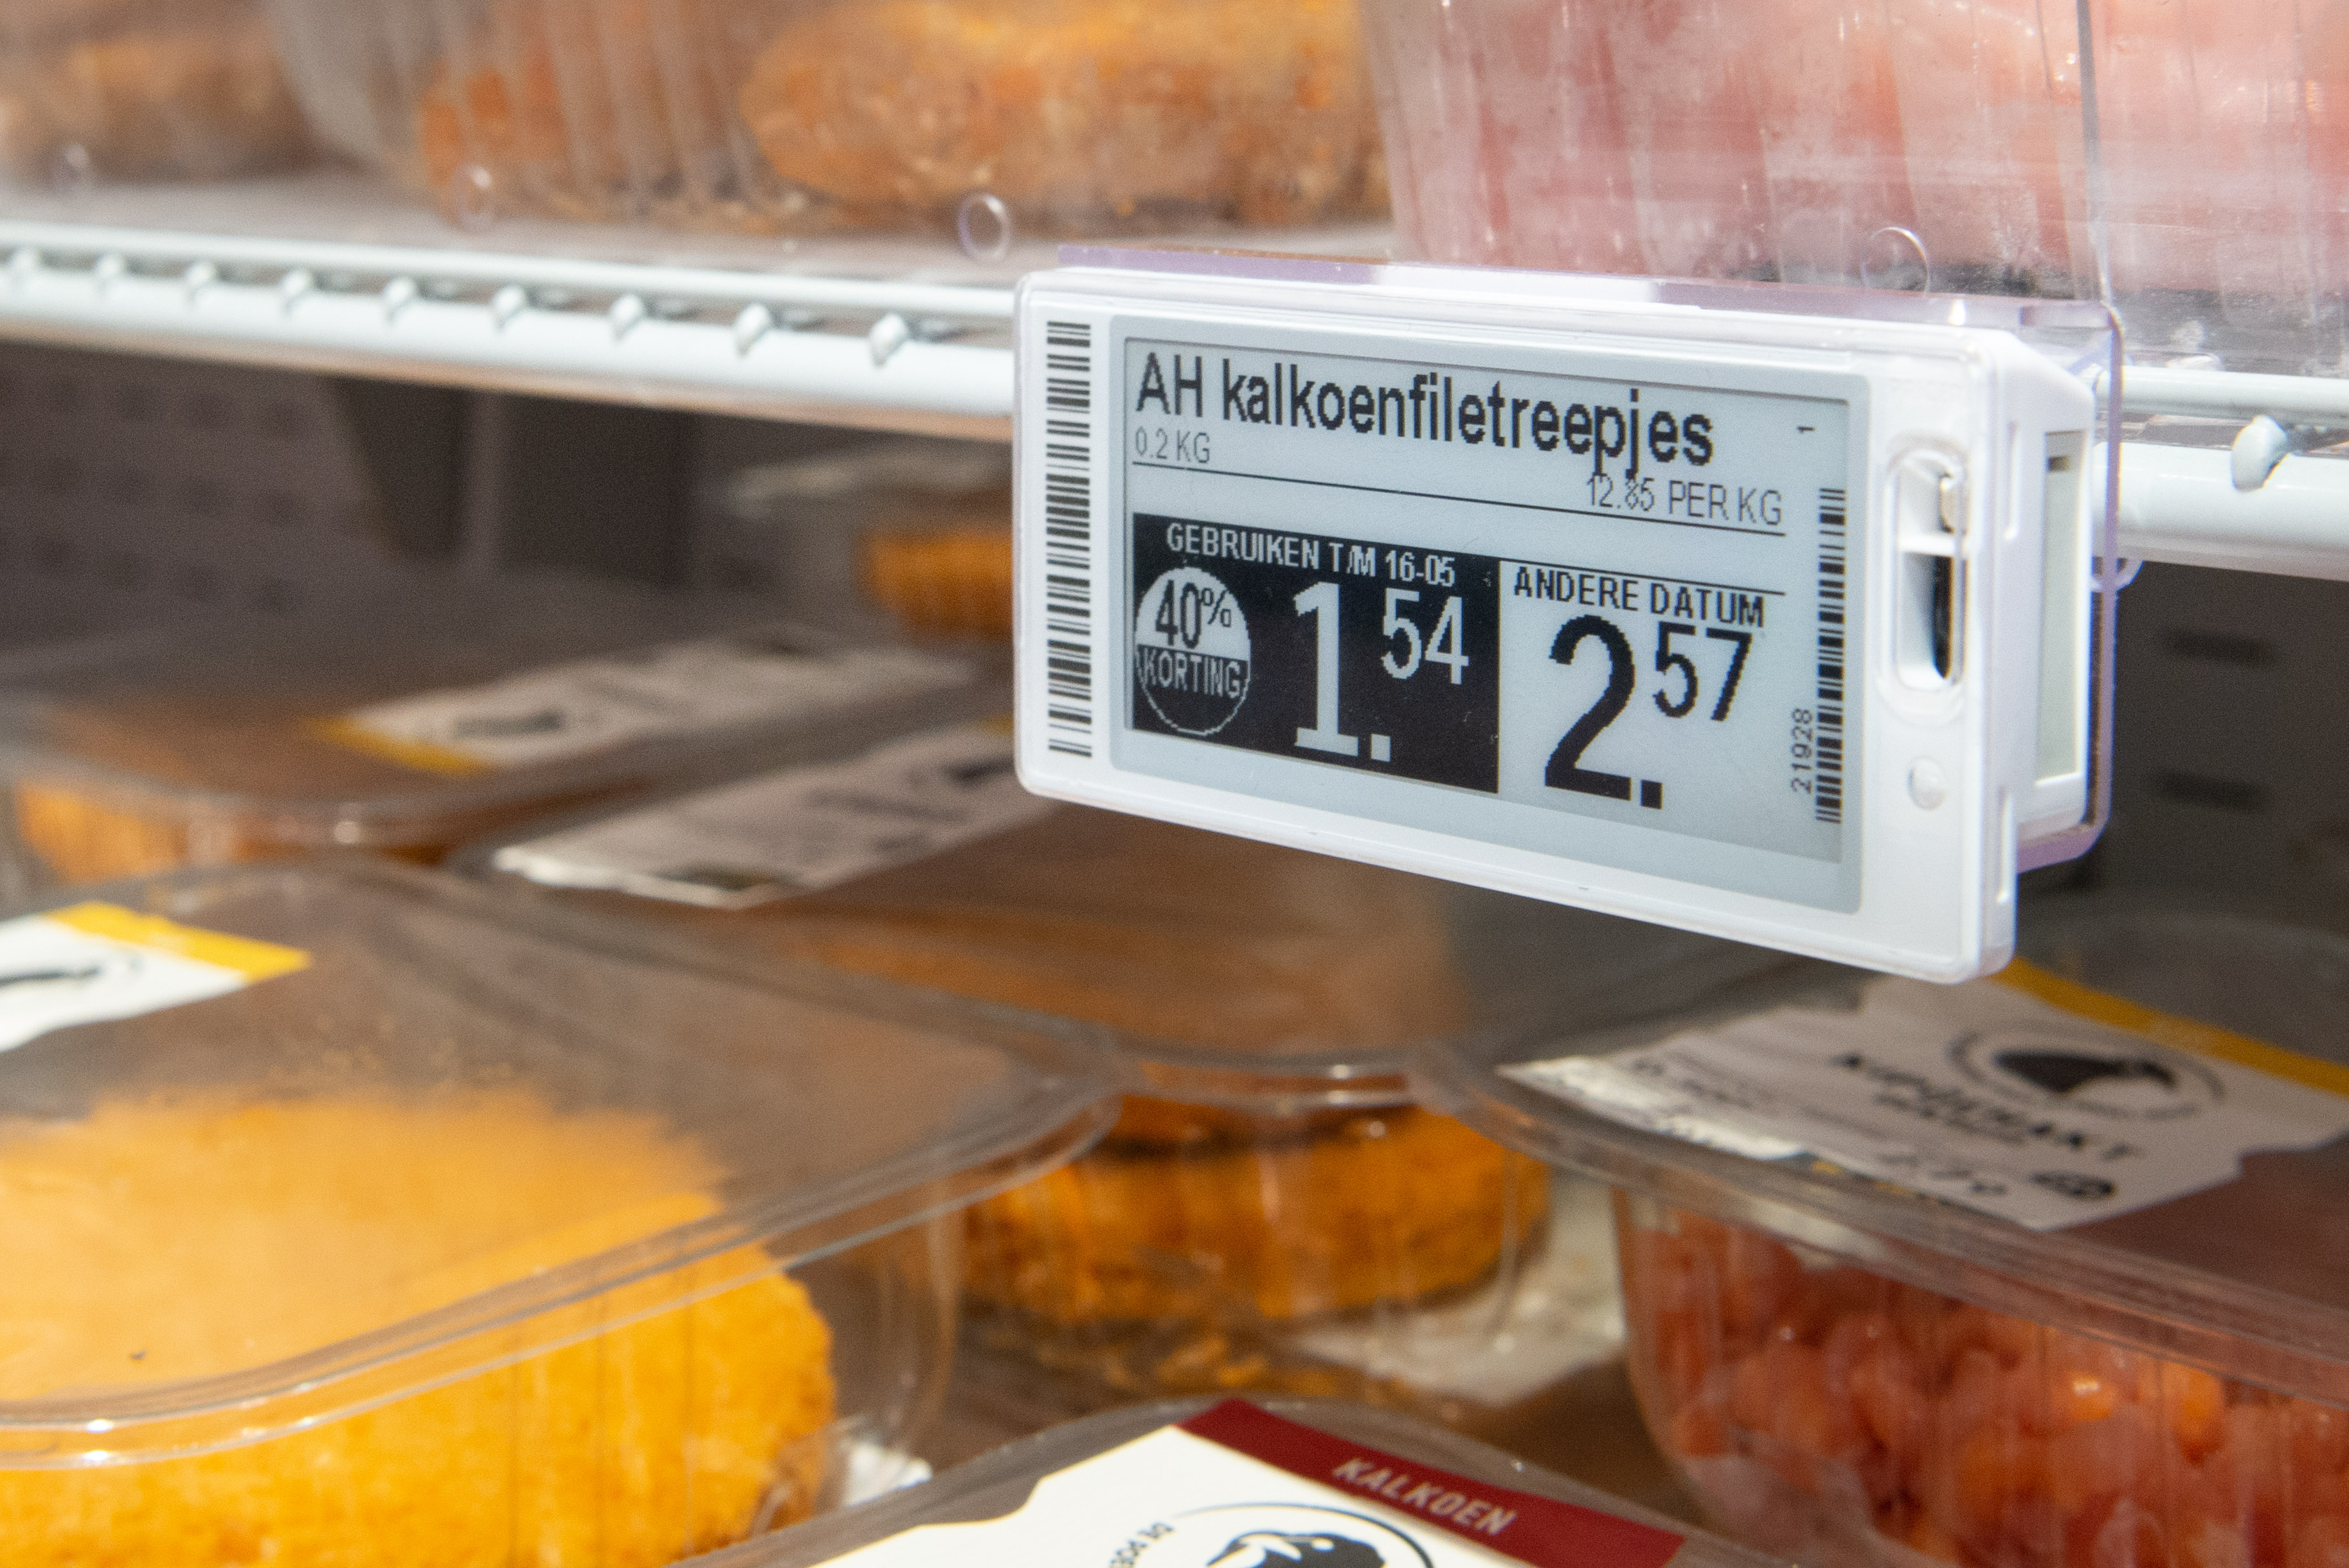 AH kalkoenfiletreepjes
1
0.2 KG
12.85 PER KG
GEBRUIKEN T/M 16-05
40%
KORTING
1.54
ANDERE DATUM
2.57
21928
KALKOEN